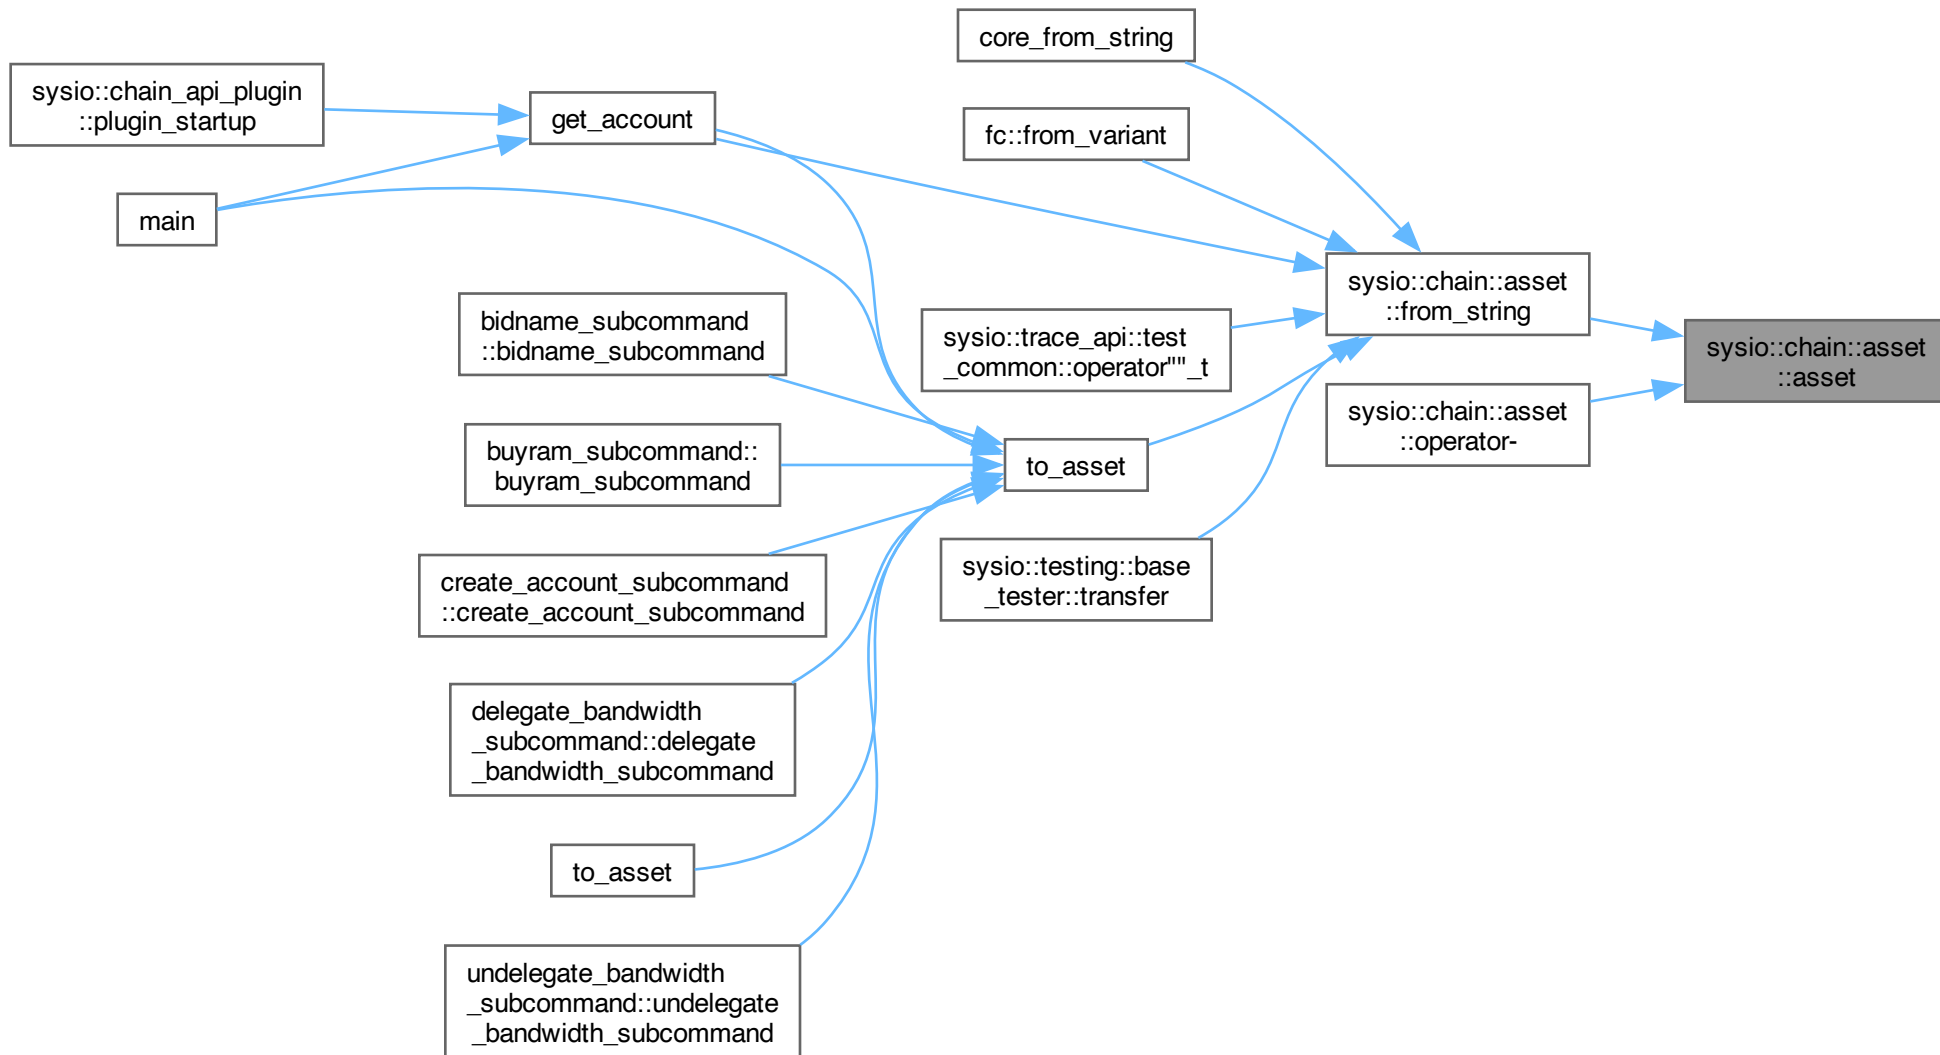 core_from_string
sysio::chain_api_plugin
::plugin_startup
get_account
fc::from_variant
main
sysio::chain::asset
::from_string
bidname_subcommand
::bidname_subcommand
sysio::trace_api::test
_common::operator""_t
sysio::chain::asset
::asset
sysio::chain::asset
::operator-
buyram_subcommand::
buyram_subcommand
to_asset
create_account_subcommand
::create_account_subcommand
sysio::testing::base
_tester::transfer
delegate_bandwidth
_subcommand::delegate
_bandwidth_subcommand
to_asset
undelegate_bandwidth
_subcommand::undelegate
_bandwidth_subcommand